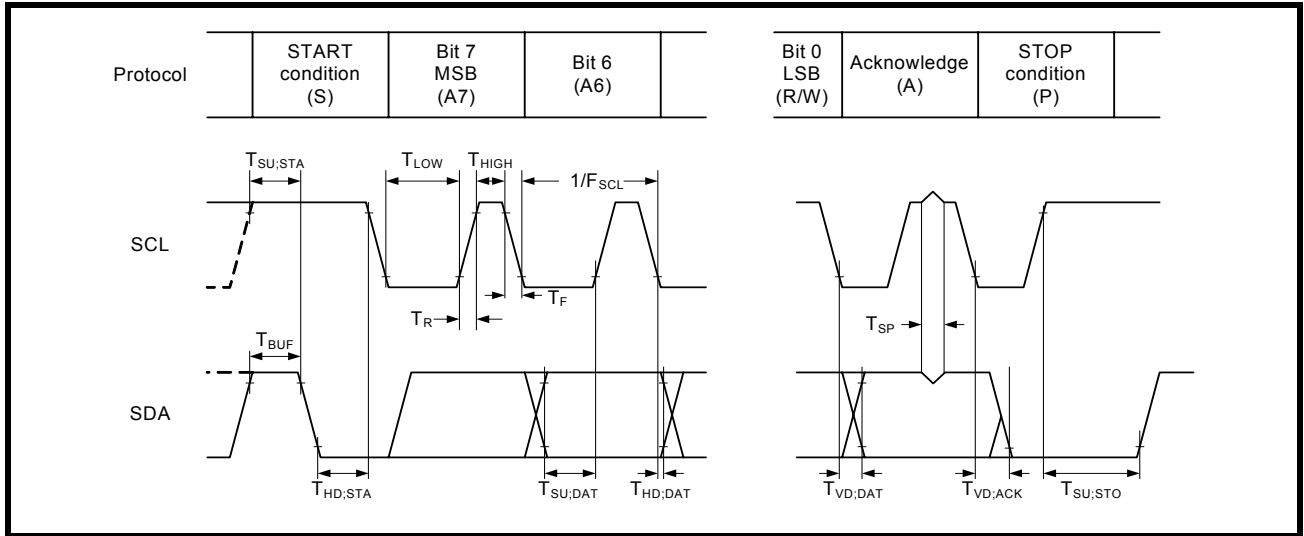 Protocol
START
condition
(S)
Bit 7
MSB
(A7)
Bit 6
(A6)
Bit 0
LSB
(R/W)
Acknowledge
(A)
STOP
condition
(P)
TSU;STA
TLOW
THIGH
1/FSCL
SCL
TF
TR
TSP
TBUF
SDA
THD;STA
TSU;DAT
THD;DAT
TVD;DAT
TVD;ACK
TSU;STO